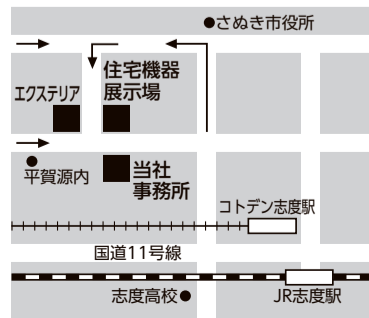 さぬき市役所
住宅機器
展示場
エクステリア
平賀源内
当社
事務所
コトデン志度駅
国道11号線
志度高校
JR志度駅